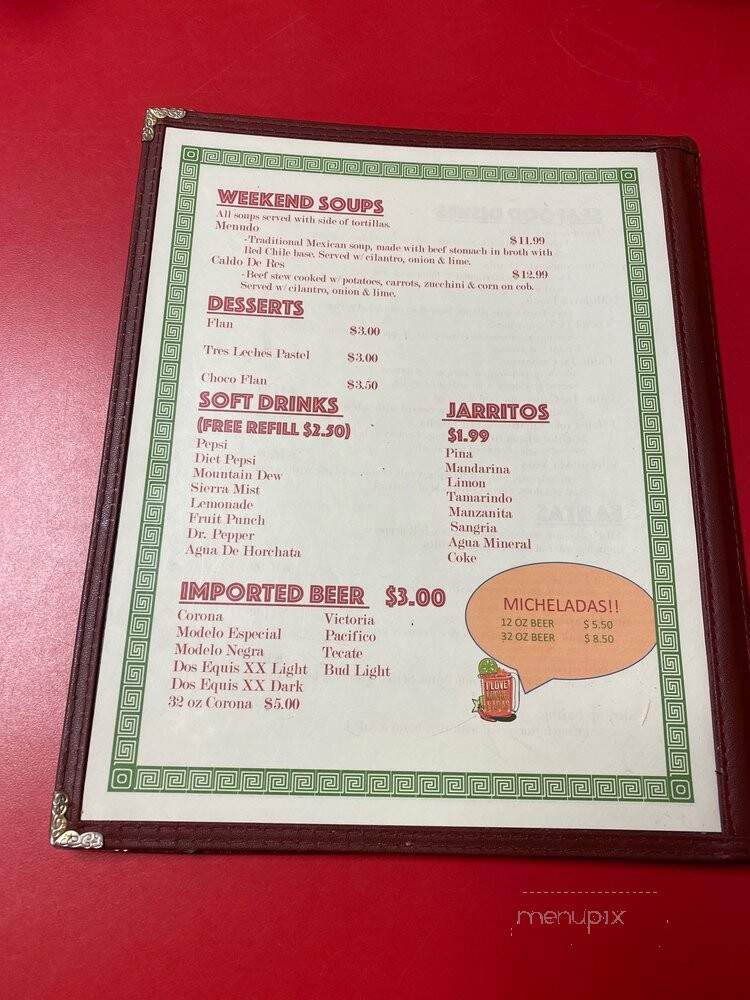 WEEKEND SOUPS
All soups served with side of tortillas.
Menudo $11.99
-Traditional Mexican soup, made with beef stomach in broth with
Red Chile base. Served w/ cilantro, onion & lime.
Caldo De Res $12.99
-Beef stew cooked w/ potatoes, carrots, zucchini & corn on cob.
Served w/ cilantro, onion & lime.
DESSERTS
Flan $3.00
Tres Leches Pastel $3.00
Choco Flan $3.50
SOFT DRINKS
(FREE REFILL $2.50)
Pepsi
Diet Pepsi
Mountain Dew
Sierra Mist
Lemonade
Fruit Punch
Dr. Pepper
Agua De Horchata
JARRITOS
$1.99
Pina
Mandarina
Limon
Tamarindo
Manzanita
Sangria
Agua Mineral
Coke
IMPORTED BEER $3.00
Corona
Modelo Especial
Modelo Negra
Dos Equis XX Light
Dos Equis XX Dark
32 oz Corona $5.00
Victoria
Pacifico
Tecate
Bud Light
MICHELADAS!!
12 OZ BEER $ 5.50
32 OZ BEER $ 8.50
I LOVE
menupix